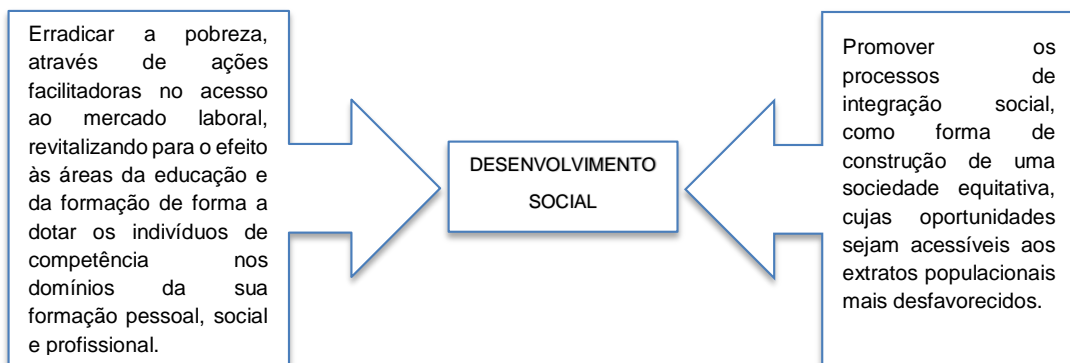 Erradicar a pobreza,
através de ações
facilitadoras no acesso
ao mercado laboral,
revitalizando para o efeito
às áreas da educação e
da formação de forma a
dotar os indivíduos de
competência nos
domínios da sua
formação pessoal, social
e profissional.
DESENVOLVIMENTO
SOCIAL
Promover os
processos de
integração social,
como forma de
construção de uma
sociedade equitativa,
cujas oportunidades
sejam acessíveis aos
extratos populacionais
mais desfavorecidos.